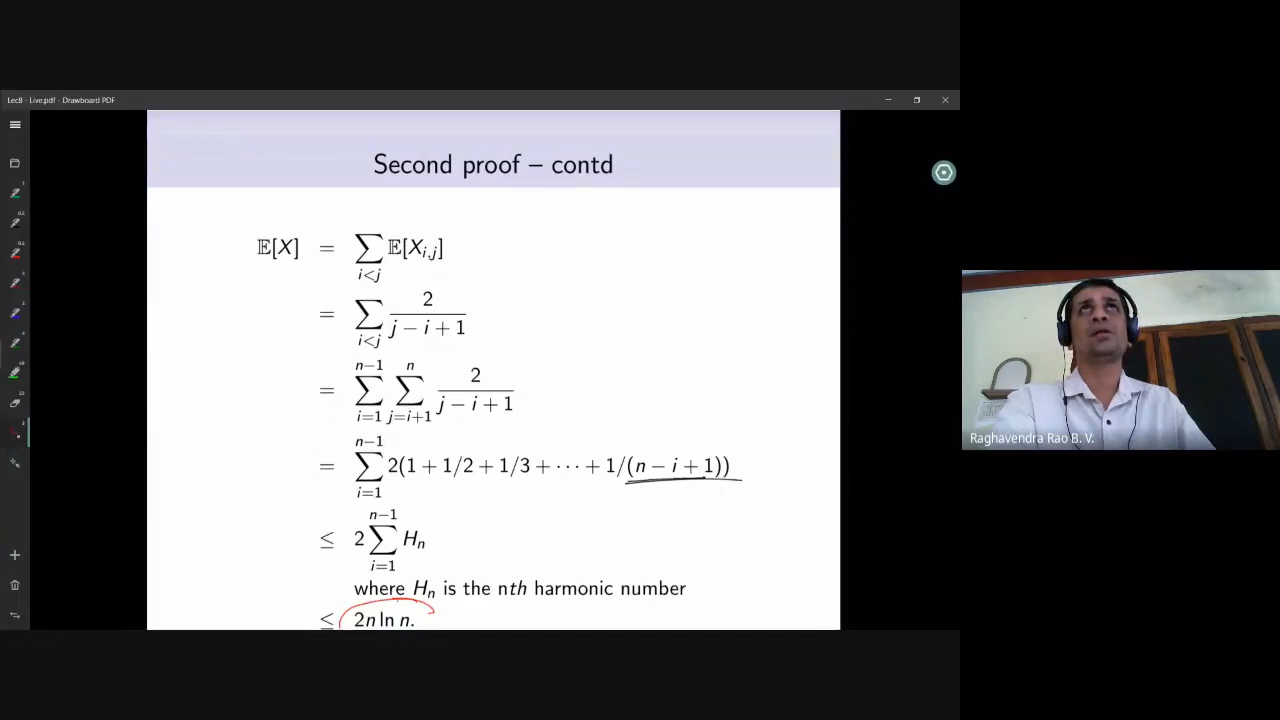 Lec8 - Live.pdf - Drawboard PDF
Second proof – contd
𝔼[X] = ∑_{i<j} 𝔼[X_{i,j}]
= ∑_{i<j} 2/(j − i + 1)
= ∑_{i=1}^{n−1} ∑_{j=i+1}^{n} 2/(j − i + 1)
= ∑_{i=1}^{n−1} 2(1 + 1/2 + 1/3 + ⋯ + 1/(n − i + 1))
≤ 2 ∑_{i=1}^{n−1} H_n
where H_n is the nth harmonic number
≤ 2n ln n.
Raghavendra Rao B. V.